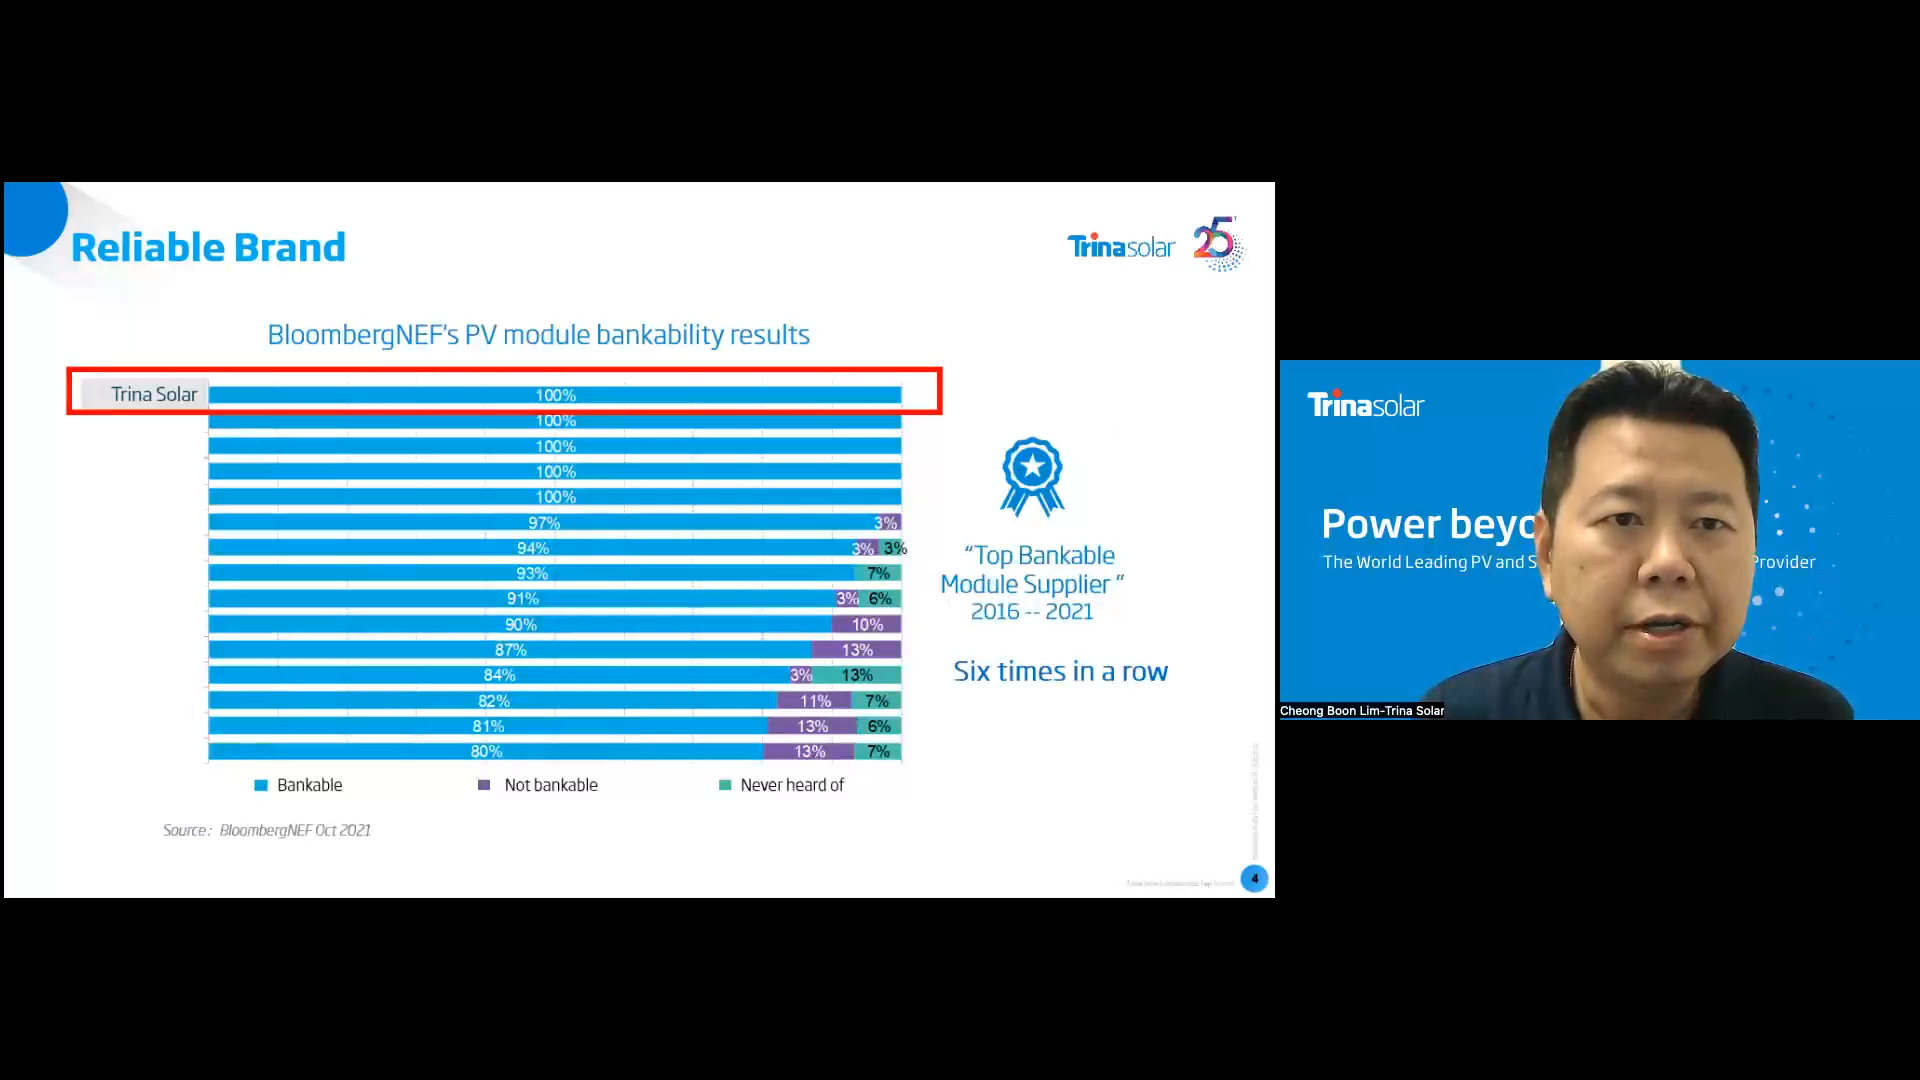 Reliable Brand
Trinasolar
25
BloombergNEF's PV module bankability results
Trina Solar
100%
100%
100%
100%
100%
97% 3%
94% 3% 3%
93% 7%
91% 3% 6%
90% 10%
87% 13%
84% 3% 13%
82% 11% 7%
81% 13% 6%
80% 13% 7%
Bankable
Not bankable
Never heard of
Source: BloombergNEF Oct 2021
"Top Bankable
Module Supplier "
2016 -- 2021
Six times in a row
4
Trinasolar
Power beyo
The World Leading PV and S
Provider
Cheong Boon Lim-Trina Solar